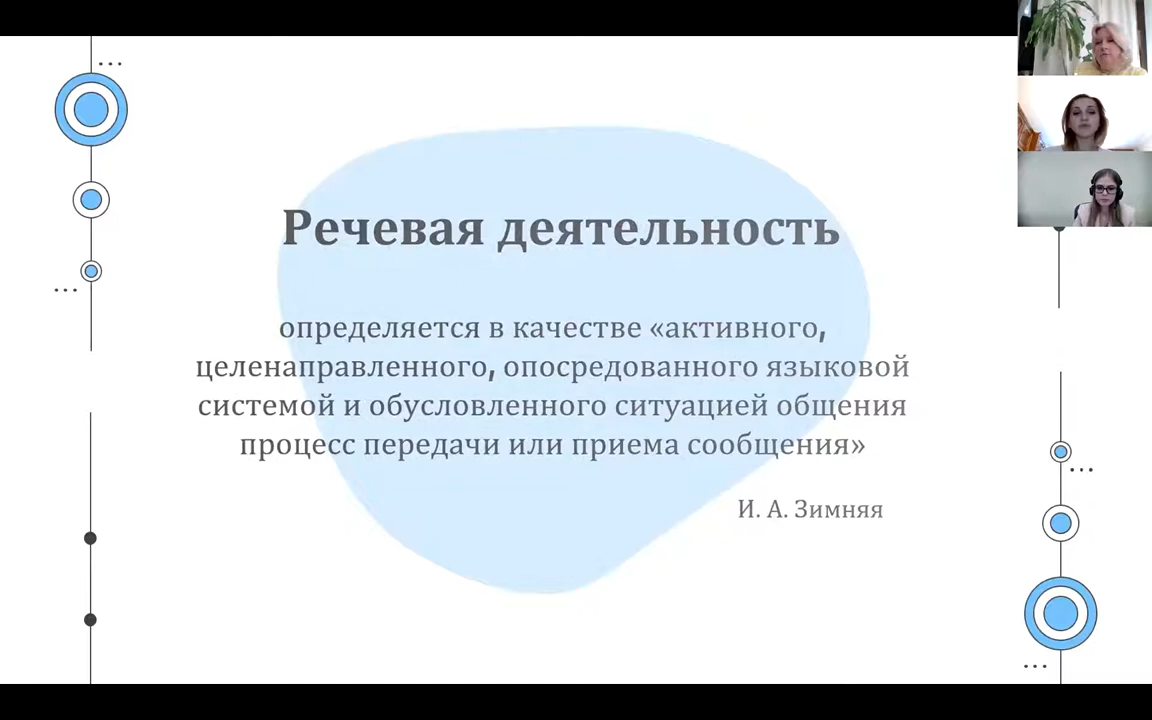 Речевая деятельность
определяется в качестве «активного,
целенаправленного, опосредованного языковой
системой и обусловленного ситуацией общения
процесс передачи или приема сообщения»
И. А. Зимняя